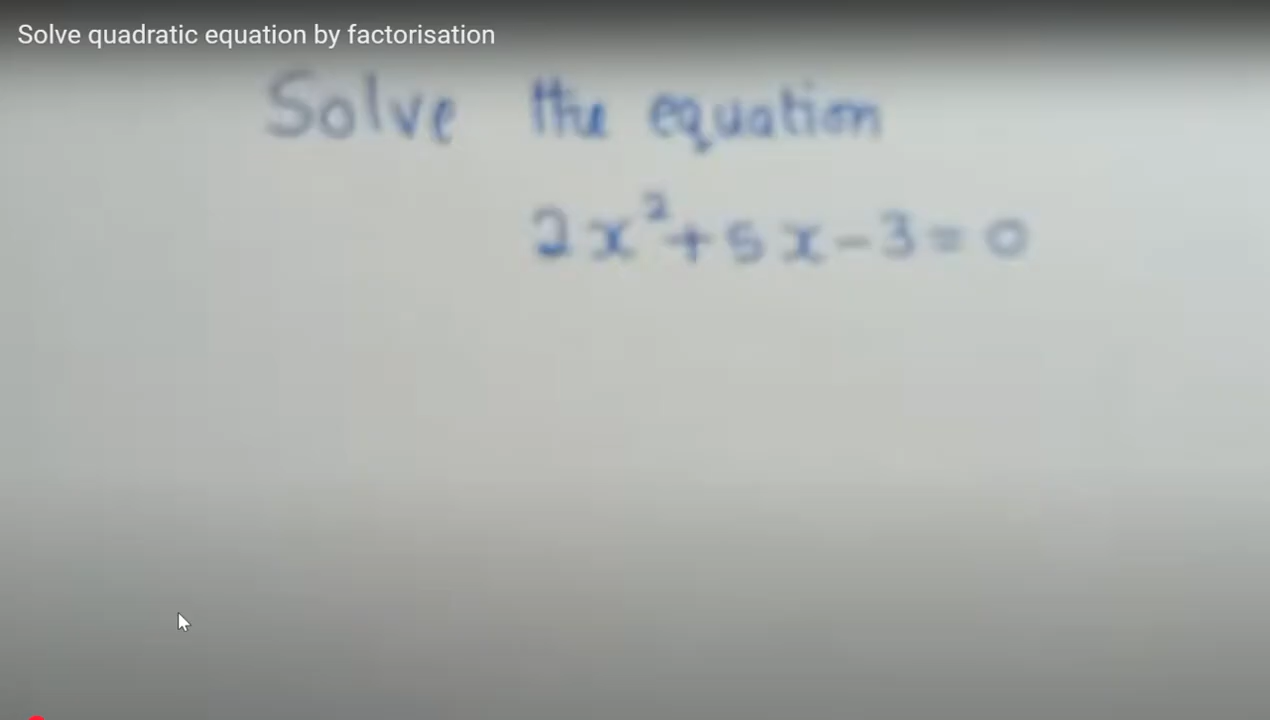 Solve quadratic equation by factorisation
Solve the equation
2x²+5x-3=0